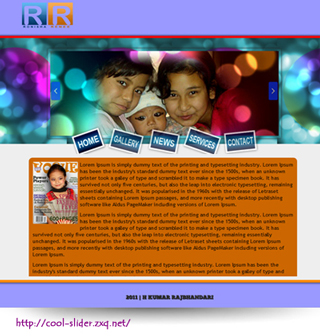 RR
HOME
GALLERY
NEWS
SERVICES
CONTACT
Lorem Ipsum is simply dummy text of the printing and typesetting industry. Lorem Ipsum
has been the industry's standard dummy text ever since the 1500s, when an unknown
printer took a galley of type and scrambled it to make a type specimen book. It has
survived not only five centuries, but also the leap into electronic typesetting, remaining
essentially unchanged. It was popularised in the 1960s with the release of Letraset
sheets containing Lorem Ipsum passages, and more recently with desktop publishing
software like Aldus PageMaker including versions of Lorem Ipsum.
Lorem Ipsum is simply dummy text of the printing and typesetting industry. Lorem Ipsum
has been the industry's standard dummy text ever since the 1500s, when an unknown
printer took a galley of type and scrambled it to make a type specimen book. It has
survived not only five centuries, but also the leap into electronic typesetting, remaining essentially
unchanged. It was popularised in the 1960s with the release of Letraset sheets containing Lorem Ipsum
passages, and more recently with desktop publishing software like Aldus PageMaker including versions of
Lorem Ipsum.
Lorem Ipsum is simply dummy text of the printing and typesetting industry. Lorem Ipsum has been the
industry's standard dummy text ever since the 1500s, when an unknown printer took a galley of type and
2011 | © KUMAR RAJBHANDARI
http://cool-slider.zxq.net/